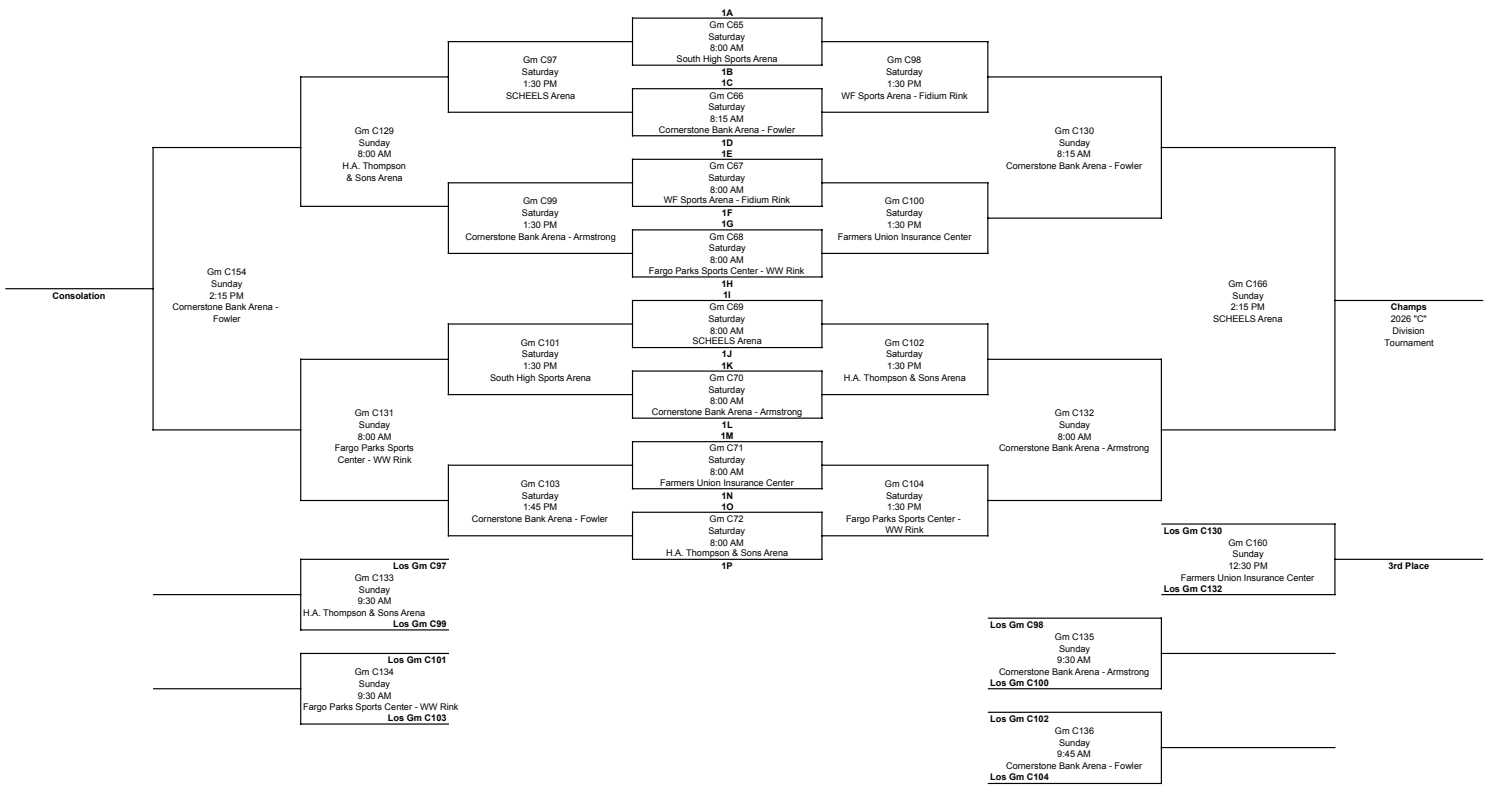 1A
Gm C65
Saturday
8:00 AM
South High Sports Arena
1B
Gm C97
Saturday
1:30 PM
SCHEELS Arena
Gm C98
Saturday
1:30 PM
WF Sports Arena - Fidium Rink
1C
Gm C66
Saturday
8:15 AM
Cornerstone Bank Arena - Fowler
1D
Gm C129
Sunday
8:00 AM
H.A. Thompson
& Sons Arena
Gm C130
Sunday
8:15 AM
Cornerstone Bank Arena - Fowler
1E
Gm C67
Saturday
8:00 AM
WF Sports Arena - Fidium Rink
1F
Gm C99
Saturday
1:30 PM
Cornerstone Bank Arena - Armstrong
Gm C100
Saturday
1:30 PM
Farmers Union Insurance Center
1G
Gm C68
Saturday
8:00 AM
Fargo Parks Sports Center - WW Rink
1H
Consolation
Gm C154
Sunday
2:15 PM
Cornerstone Bank Arena -
Fowler
Gm C166
Sunday
2:15 PM
SCHEELS Arena
Champs
2026 "C"
Division
Tournament
1I
Gm C69
Saturday
8:00 AM
SCHEELS Arena
1J
Gm C101
Saturday
1:30 PM
South High Sports Arena
Gm C102
Saturday
1:30 PM
H.A. Thompson & Sons Arena
1K
Gm C70
Saturday
8:00 AM
Cornerstone Bank Arena - Armstrong
1L
Gm C131
Sunday
8:00 AM
Fargo Parks Sports
Center - WW Rink
Gm C132
Sunday
8:00 AM
Cornerstone Bank Arena - Armstrong
1M
Gm C71
Saturday
8:00 AM
Farmers Union Insurance Center
1N
Gm C103
Saturday
1:45 PM
Cornerstone Bank Arena - Fowler
Gm C104
Saturday
1:30 PM
Fargo Parks Sports Center -
WW Rink
1O
Gm C72
Saturday
8:00 AM
H.A. Thompson & Sons Arena
1P
Los Gm C130
Gm C160
Sunday
12:30 PM
Farmers Union Insurance Center
Los Gm C132
3rd Place
Los Gm C97
Gm C133
Sunday
9:30 AM
H.A. Thompson & Sons Arena
Los Gm C99
Los Gm C98
Gm C135
Sunday
9:30 AM
Cornerstone Bank Arena - Armstrong
Los Gm C100
Los Gm C101
Gm C134
Sunday
9:30 AM
Fargo Parks Sports Center - WW Rink
Los Gm C103
Los Gm C102
Gm C136
Sunday
9:45 AM
Cornerstone Bank Arena - Fowler
Los Gm C104